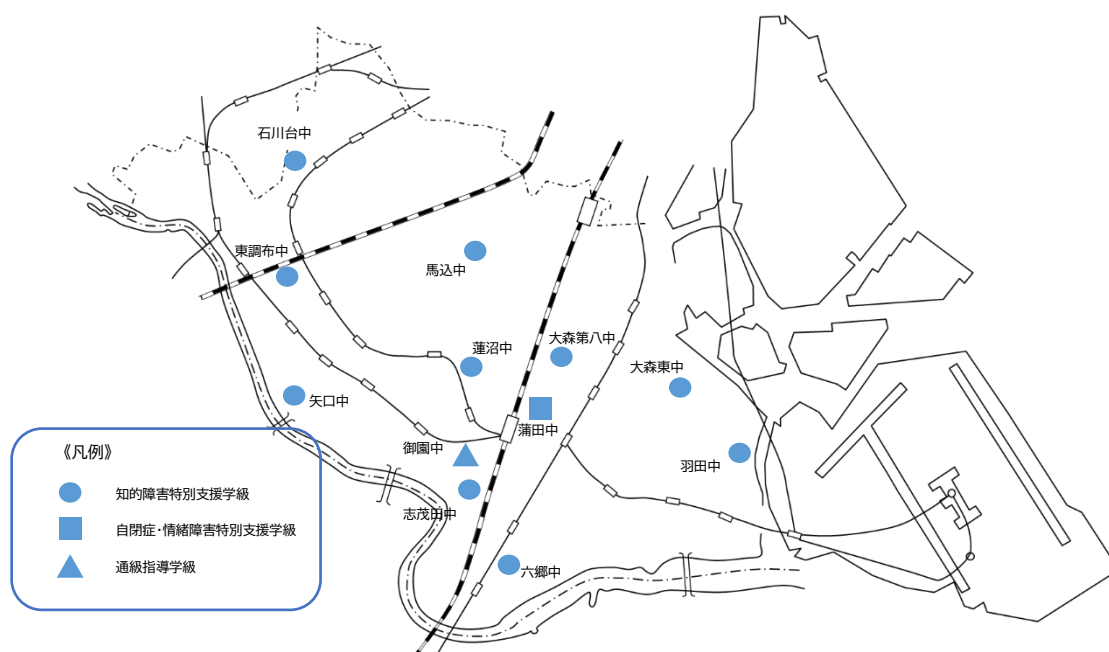 石川台中
東調布中
馬込中
大森第八中
蓮沼中
大森東中
矢口中
蒲田中
御園中
羽田中
志茂田中
六郷中
《凡例》
知的障害特別支援学級
自閉症・情緒障害特別支援学級
通級指導学級